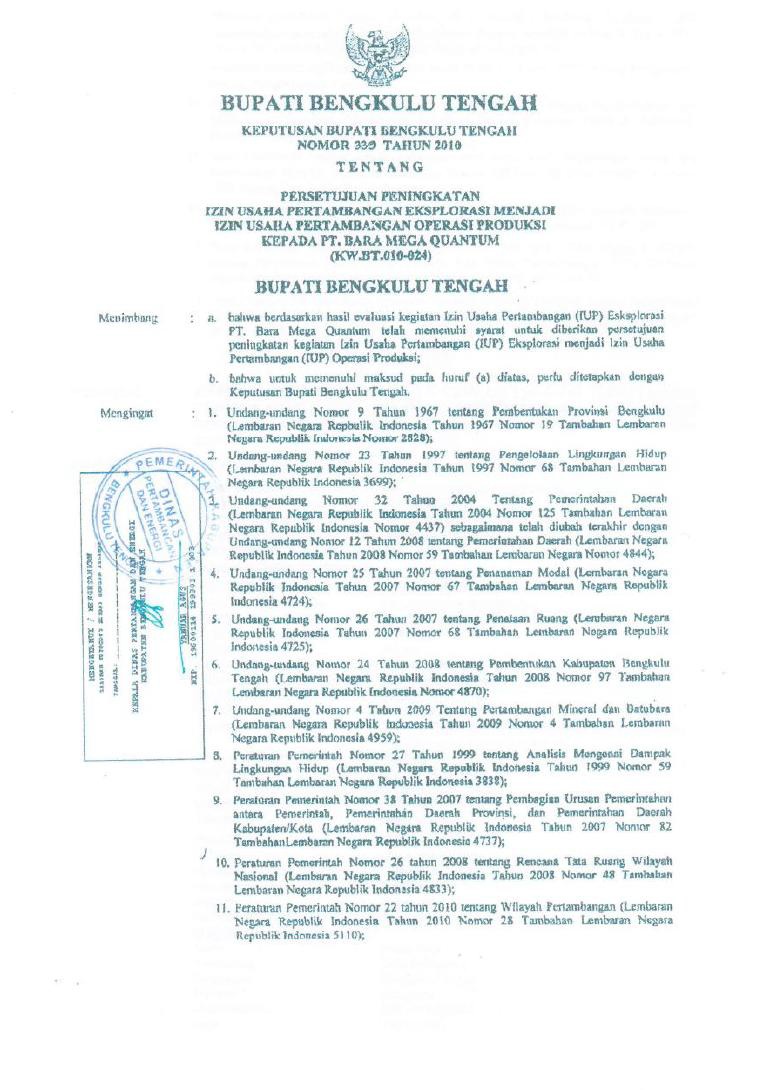 BUPATI BENGKULU TENGAH
KEPUTUSAN BUPATI BENGKULU TENGAH
NOMOR 339 TAHUN 2010
TENTANG
PERSETUJUAN PENINGKATAN
IZIN USAHA PERTAMBANGAN EKSPLORASI MENJADI
IZIN USAHA PERTAMBANGAN OPERASI PRODUKSI
KEPADA PT. BARA MEGA QUANTUM
(KW.BT.010-024)
BUPATI BENGKULU TENGAH
Menimbang : a. bahwa berdasarkan hasil evaluasi kegiatan Izin Usaha Pertambangan (IUP) Esksplorasi
PT. Bara Mega Quantum telah memenuhi syarat untuk diberikan persetujuan
peningkatan kegiatan Izin Usaha Pertambangan (IUP) Eksplorasi menjadi Izin Usaha
Pertambangan (IUP) Operasi Produksi;
b. bahwa untuk memenuhi maksud pada huruf (a) diatas, perlu ditetapkan dengan
Keputusan Bupati Bengkulu Tengah.
Mengingat : 1. Undang-undang Nomor 9 Tahun 1967 tentang Pembentukan Provinsi Bengkulu
(Lembaran Negara Repbulik Indonesia Tahun 1967 Nomor 19 Tambahan Lembaran
Negara Republik Indonesia Nomor 2828);
2. Undang-undang Nomor 23 Tahun 1997 tentang Pengelolaan Lingkungan Hidup
(Lembaran Negara Republik Indonesia Tahun 1997 Nomor 68 Tambahan Lembaran
Negara Republik Indonesia 3699);
Undang-undang Nomor 32 Tahun 2004 Tentang Pemerintahan Daerah
(Lembaran Negara Republik Indonesia Tahun 2004 Nomor 125 Tambahan Lembaran
Negara Republik Indonesia Nomor 4437) sebagaimana telah diubah terakhir dengan
Undang-undang Nomor 12 Tahun 2008 tentang Pemerintahan Daerah (Lembaran Negara
Republik Indonesia Tahun 2008 Nomor 59 Tambahan Lembaran Negara Nomor 4844);
4. Undang-undang Nomor 25 Tahun 2007 tentang Penanaman Modal (Lembaran Negara
Republik Indonesia Tahun 2007 Nomor 67 Tambahan Lembaran Negara Republik
Indonesia 4724);
5. Undang-undang Nomor 26 Tahun 2007 tentang Penataan Ruang (Lembaran Negara
Republik Indonesia Tahun 2007 Nomor 68 Tambahan Lembaran Negara Republik
Indonesia 4725);
6. Undang-undang Nomor 24 Tahun 2008 tentang Pembentukan Kabupaten Bengkulu
Tengah (Lembaran Negara Republik Indonesia Tahun 2008 Nomor 97 Tambahan
Lembaran Negara Republik Indonesia Nomor 4870);
7. Undang-undang Nomor 4 Tahun 2009 Tentang Pertambangan Mineral dan Batubara
(Lembaran Negara Republik Indonesia Tahun 2009 Nomor 4 Tambahan Lembaran
Negara Republik Indonesia 4959);
8. Peraturan Pemerintah Nomor 27 Tahun 1999 tentang Analisis Mengenai Dampak
Lingkungan Hidup (Lembaran Negara Republik Indonesia Tahun 1999 Nomor 59
Tambahan Lembaran Negara Republik Indonesia 3838);
9. Peraturan Pemerintah Nomor 38 Tahun 2007 tentang Pembagian Urusan Pemerintahan
antara Pemerintah, Pemerintahan Daerah Provinsi, dan Pemerintahan Daerah
Kabupaten/Kota (Lembaran Negara Republik Indonesia Tahun 2007 Nomor 82
TambahanLembaran Negara Republik Indonesia 4737);
10. Peraturan Pemerintah Nomor 26 tahun 2008 tentang Rencana Tata Ruang Wilayah
Nasional (Lembaran Negara Republik Indonesia Tahun 2008 Nomor 48 Tambahan
Lembaran Negara Republik Indonesia 4833);
11. Peraturan Pemerintah Nomor 22 tahun 2010 tentang Wilayah Pertambangan (Lembaran
Negara Republik Indonesia Tahun 2010 Nomor 28 Tambahan Lembaran Negara
Republik Indonesia 5110);
PEMERINTAH
BENGKULU
DINAS
PERTAMBANGAN
DAN ENERGI
KEPALA DINAS PERTAMBANGAN DAN ENERGI
KABUPATEN BENGKULU TENGAH